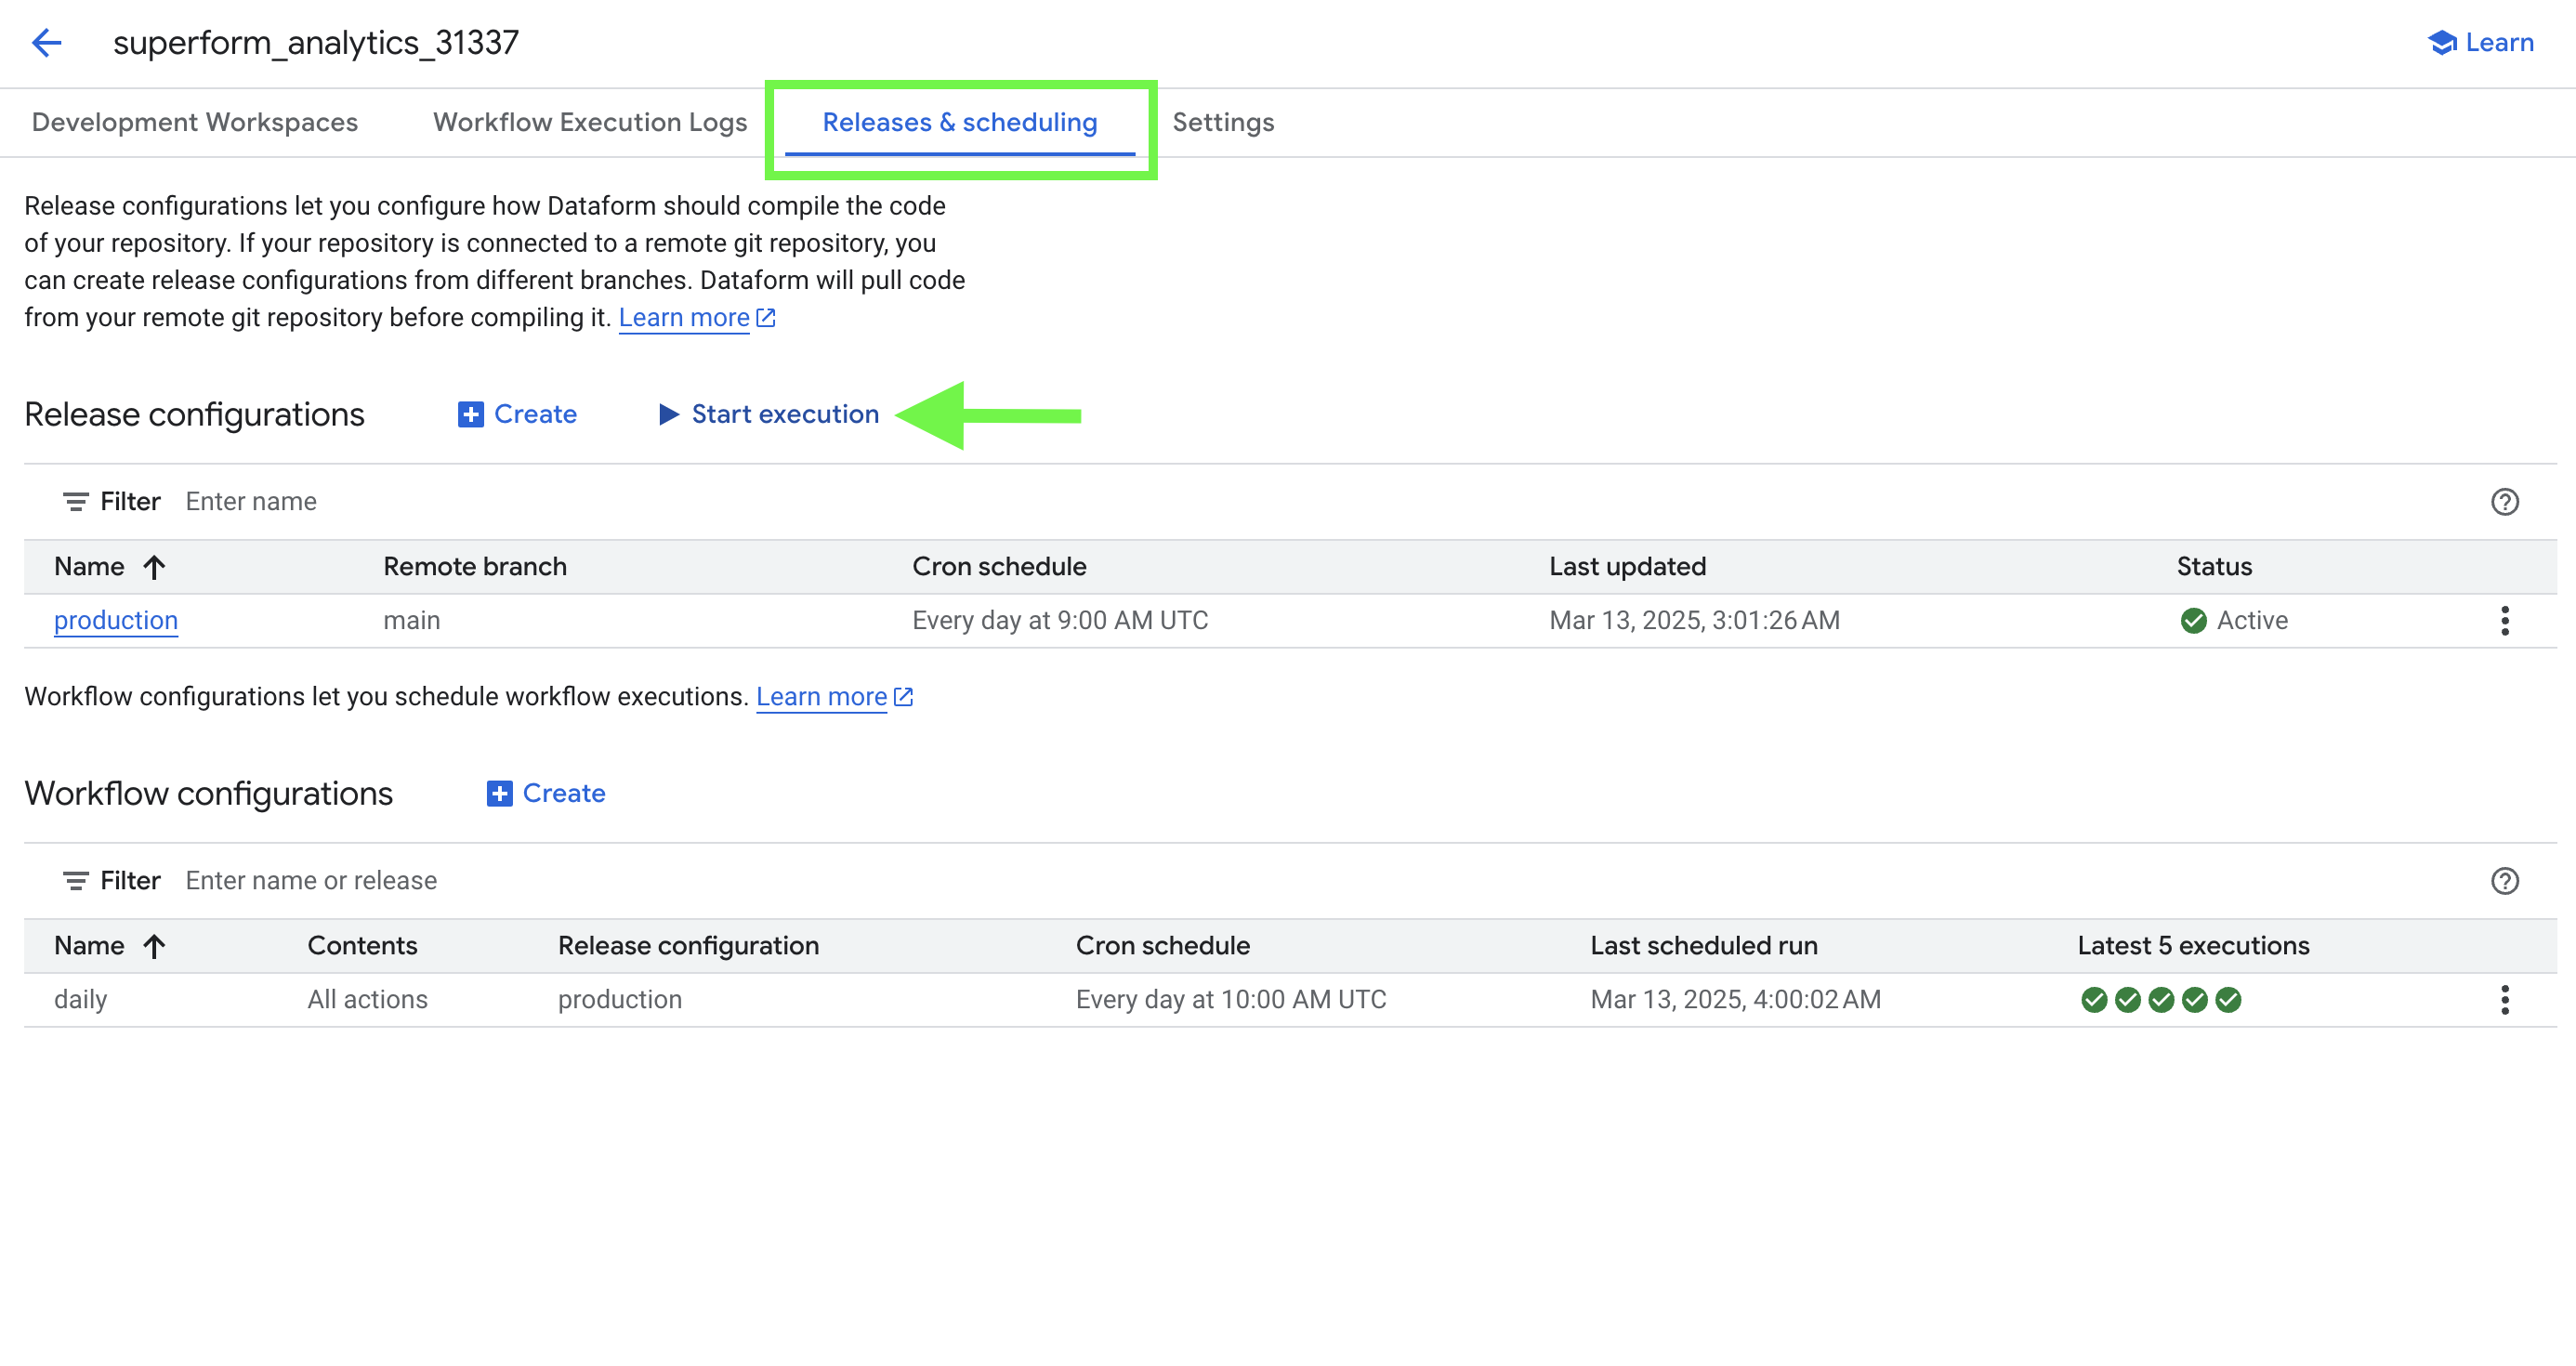 superform_analytics_31337
Learn
Development Workspaces Workflow Execution Logs Releases & scheduling Settings
Release configurations let you configure how Dataform should compile the code
of your repository. If your repository is connected to a remote git repository, you
can create release configurations from different branches. Dataform will pull code
from your remote git repository before compiling it. Learn more
Release configurations Create Start execution
Filter Enter name
Name Remote branch Cron schedule Last updated Status
production main Every day at 9:00 AM UTC Mar 13, 2025, 3:01:26 AM Active
Workflow configurations let you schedule workflow executions. Learn more
Workflow configurations Create
Filter Enter name or release
Name Contents Release configuration Cron schedule Last scheduled run Latest 5 executions
daily All actions production Every day at 10:00 AM UTC Mar 13, 2025, 4:00:02 AM